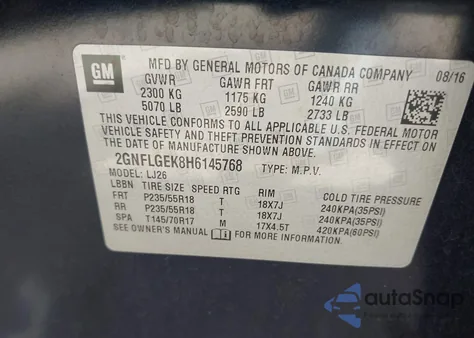 GM
MFD BY GENERAL MOTORS OF CANADA COMPANY 08/16
GVWR GAWR FRT GAWR RR
2300 KG 1175 KG 1240 KG
5070 LB 2590 LB 2733 LB
THIS VEHICLE CONFORMS TO ALL APPLICABLE U.S. FEDERAL MOTOR
VEHICLE SAFETY AND THEFT PREVENTION STANDARDS IN EFFECT ON
THE DATE OF MANUFACTURE SHOWN ABOVE.
2GNFLGEK8H6145768 TYPE: M.P.V.
MODEL: LJ26
LBBN TIRE SIZE SPEED RTG RIM COLD TIRE PRESSURE
FRT P235/55R18 T 18X7J 240KPA(35PSI)
RR P235/55R18 T 18X7J 240KPA(35PSI)
SPA T145/70R17 M 17X4.5T 420KPA(60PSI)
SEE OWNER'S MANUAL FOR MORE INFORMATION.
autoSnap